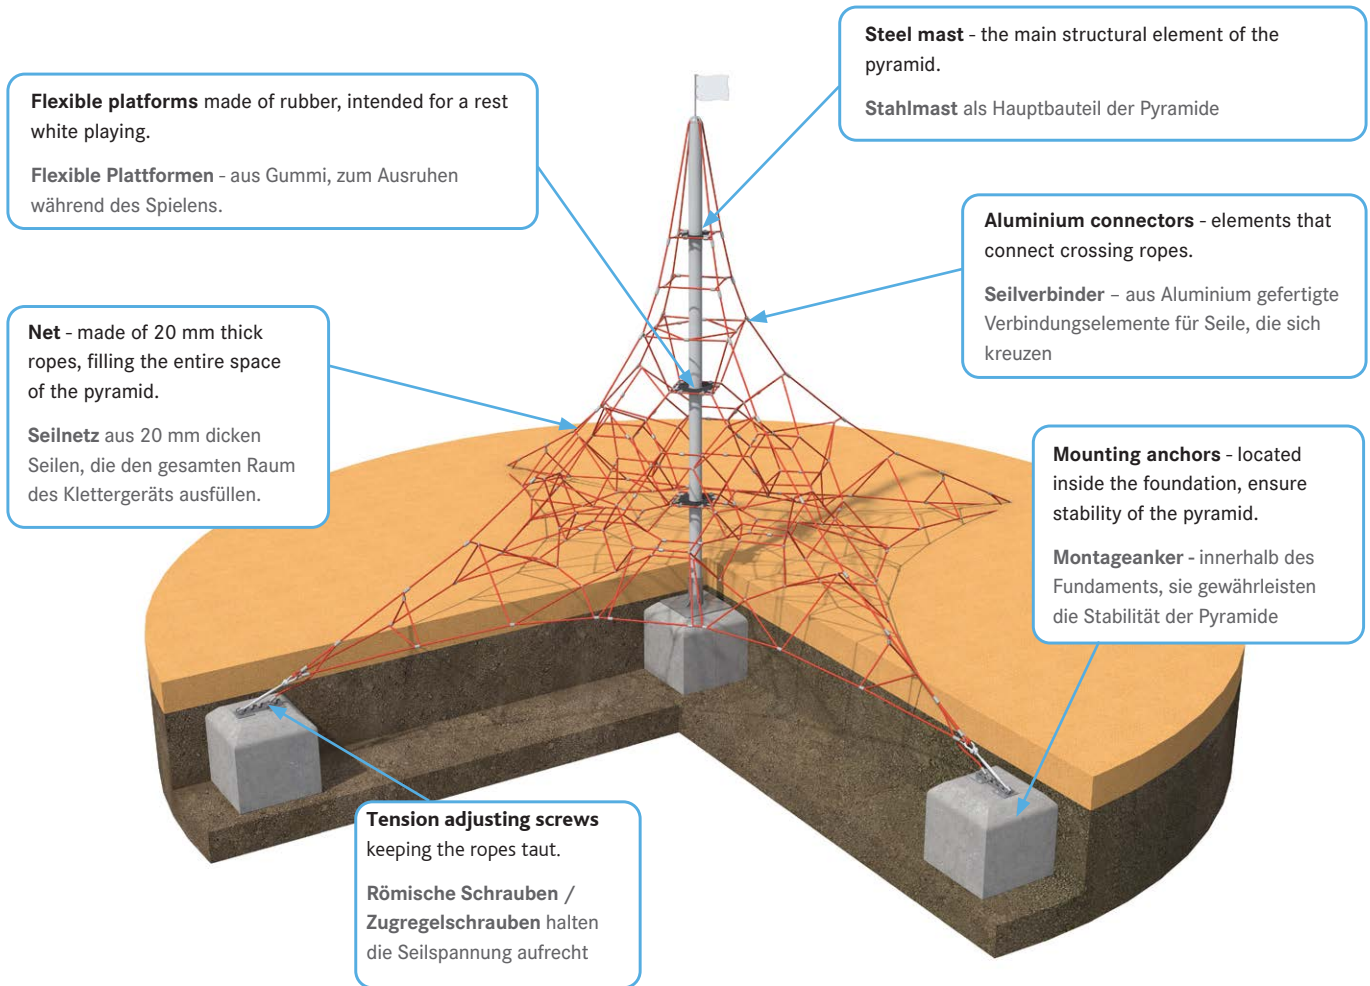 Steel mast - the main structural element of the
pyramid.
Stahlmast als Hauptbauteil der Pyramide
Flexible platforms made of rubber, intended for a rest
white playing.
Flexible Plattformen - aus Gummi, zum Ausruhen
während des Spielens.
Aluminium connectors - elements that
connect crossing ropes.
Seilverbinder – aus Aluminium gefertigte
Verbindungselemente für Seile, die sich
kreuzen
Net - made of 20 mm thick
ropes, filling the entire space
of the pyramid.
Seilnetz aus 20 mm dicken
Seilen, die den gesamten Raum
des Klettergeräts ausfüllen.
Mounting anchors - located
inside the foundation, ensure
stability of the pyramid.
Montageanker - innerhalb des
Fundaments, sie gewährleisten
die Stabilität der Pyramide
Tension adjusting screws
keeping the ropes taut.
Römische Schrauben /
Zugregelschrauben halten
die Seilspannung aufrecht